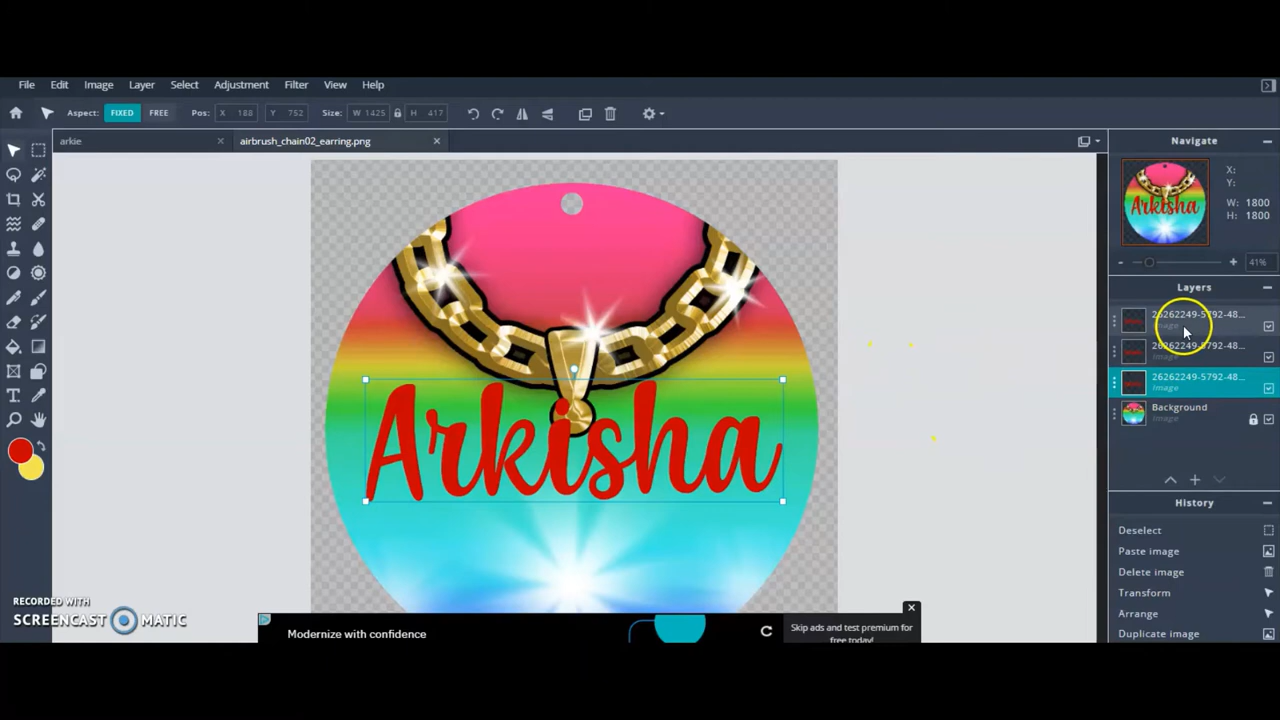 File Edit Image Layer Select Adjustment Filter View Help
Aspect: FIXED FREE Pos: X 188 Y 752 Size: W 1425 H 417
arkie airbrush_chain02_earring.png
Navigate
X:
Y:
W: 1800
H: 1800
41%
Layers
26262249-5792-48...
Image
26262249-5792-48...
Image
26262249-5792-48...
Image
Background
Image
Arkisha
History
Deselect
Paste image
Delete image
Transform
Arrange
Duplicate image
RECORDED WITH
SCREENCAST MATIC
Modernize with confidence
Skip ads and test premium for
free today!